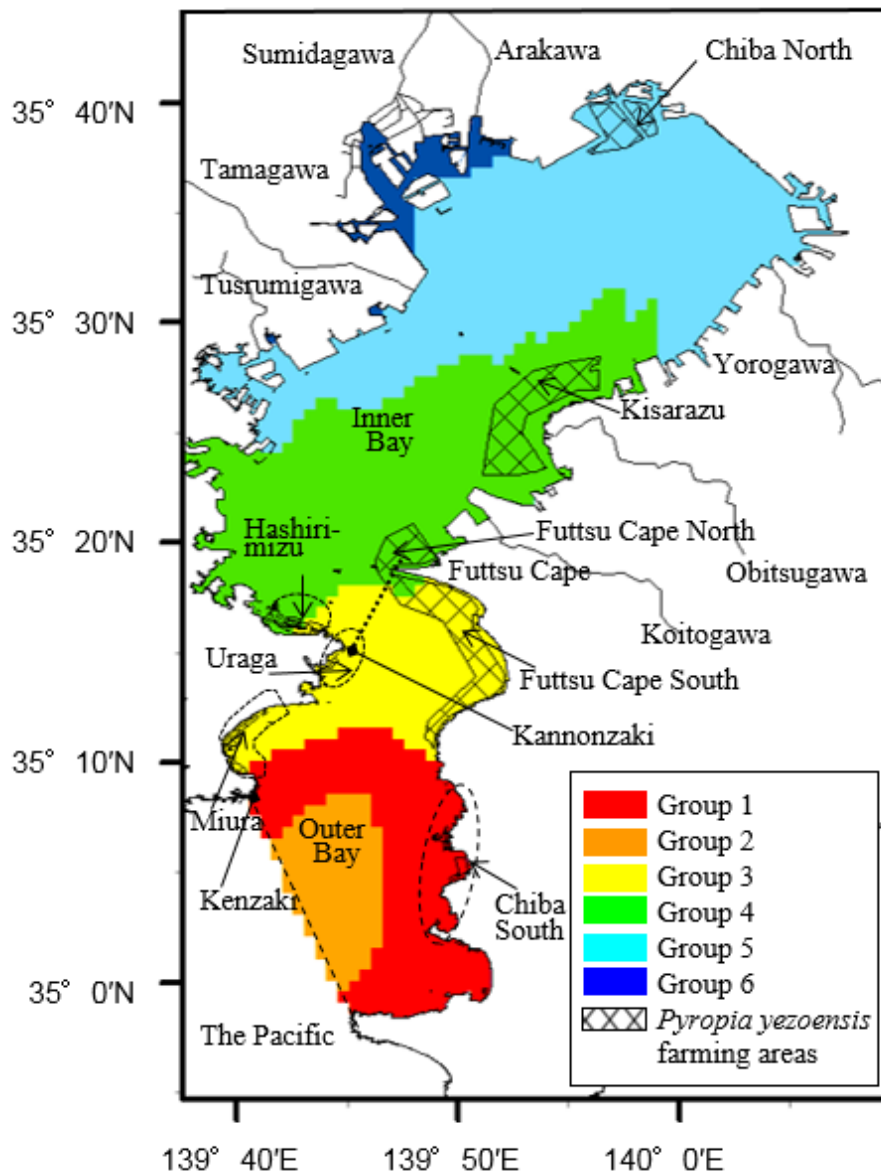 Sumidagawa
Arakawa
Chiba North
35° 40'N
Tamagawa
Tusrumigawa
35° 30'N
Yorogawa
Kisarazu
Inner
Bay
35° 20'N
Hashiri-
mizu
Futtsu Cape North
Futtsu Cape
Obitsugawa
Koitogawa
Uraga
Futtsu Cape South
Kannonzaki
35° 10'N
Miura
Outer
Bay
Kenzaki
Chiba
South
35° 0'N
The Pacific
Group 1
Group 2
Group 3
Group 4
Group 5
Group 6
Pyropia yezoensis
farming areas
139° 40'E
139° 50'E
140° 0'E